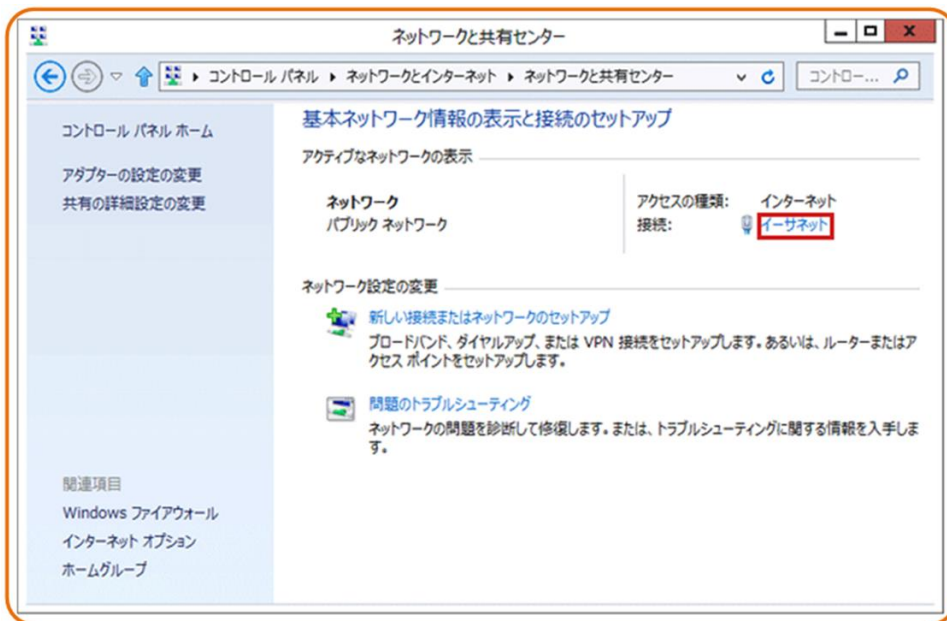 ネットワークと共有センター
コントロール パネル ネットワークとインターネット ネットワークと共有センター コントロー...
コントロール パネル ホーム
アダプターの設定の変更
共有の詳細設定の変更
基本ネットワーク情報の表示と接続のセットアップ
アクティブなネットワークの表示
ネットワーク
パブリック ネットワーク
アクセスの種類: インターネット
接続: イーサネット
ネットワーク設定の変更
新しい接続またはネットワークのセットアップ
ブロードバンド、ダイヤルアップ、または VPN 接続をセットアップします。あるいは、ルーターまたはア
クセス ポイントをセットアップします。
問題のトラブルシューティング
ネットワークの問題を診断して修復します。または、トラブルシューティングに関する情報を入手しま
す。
関連項目
Windows ファイアウォール
インターネット オプション
ホームグループ